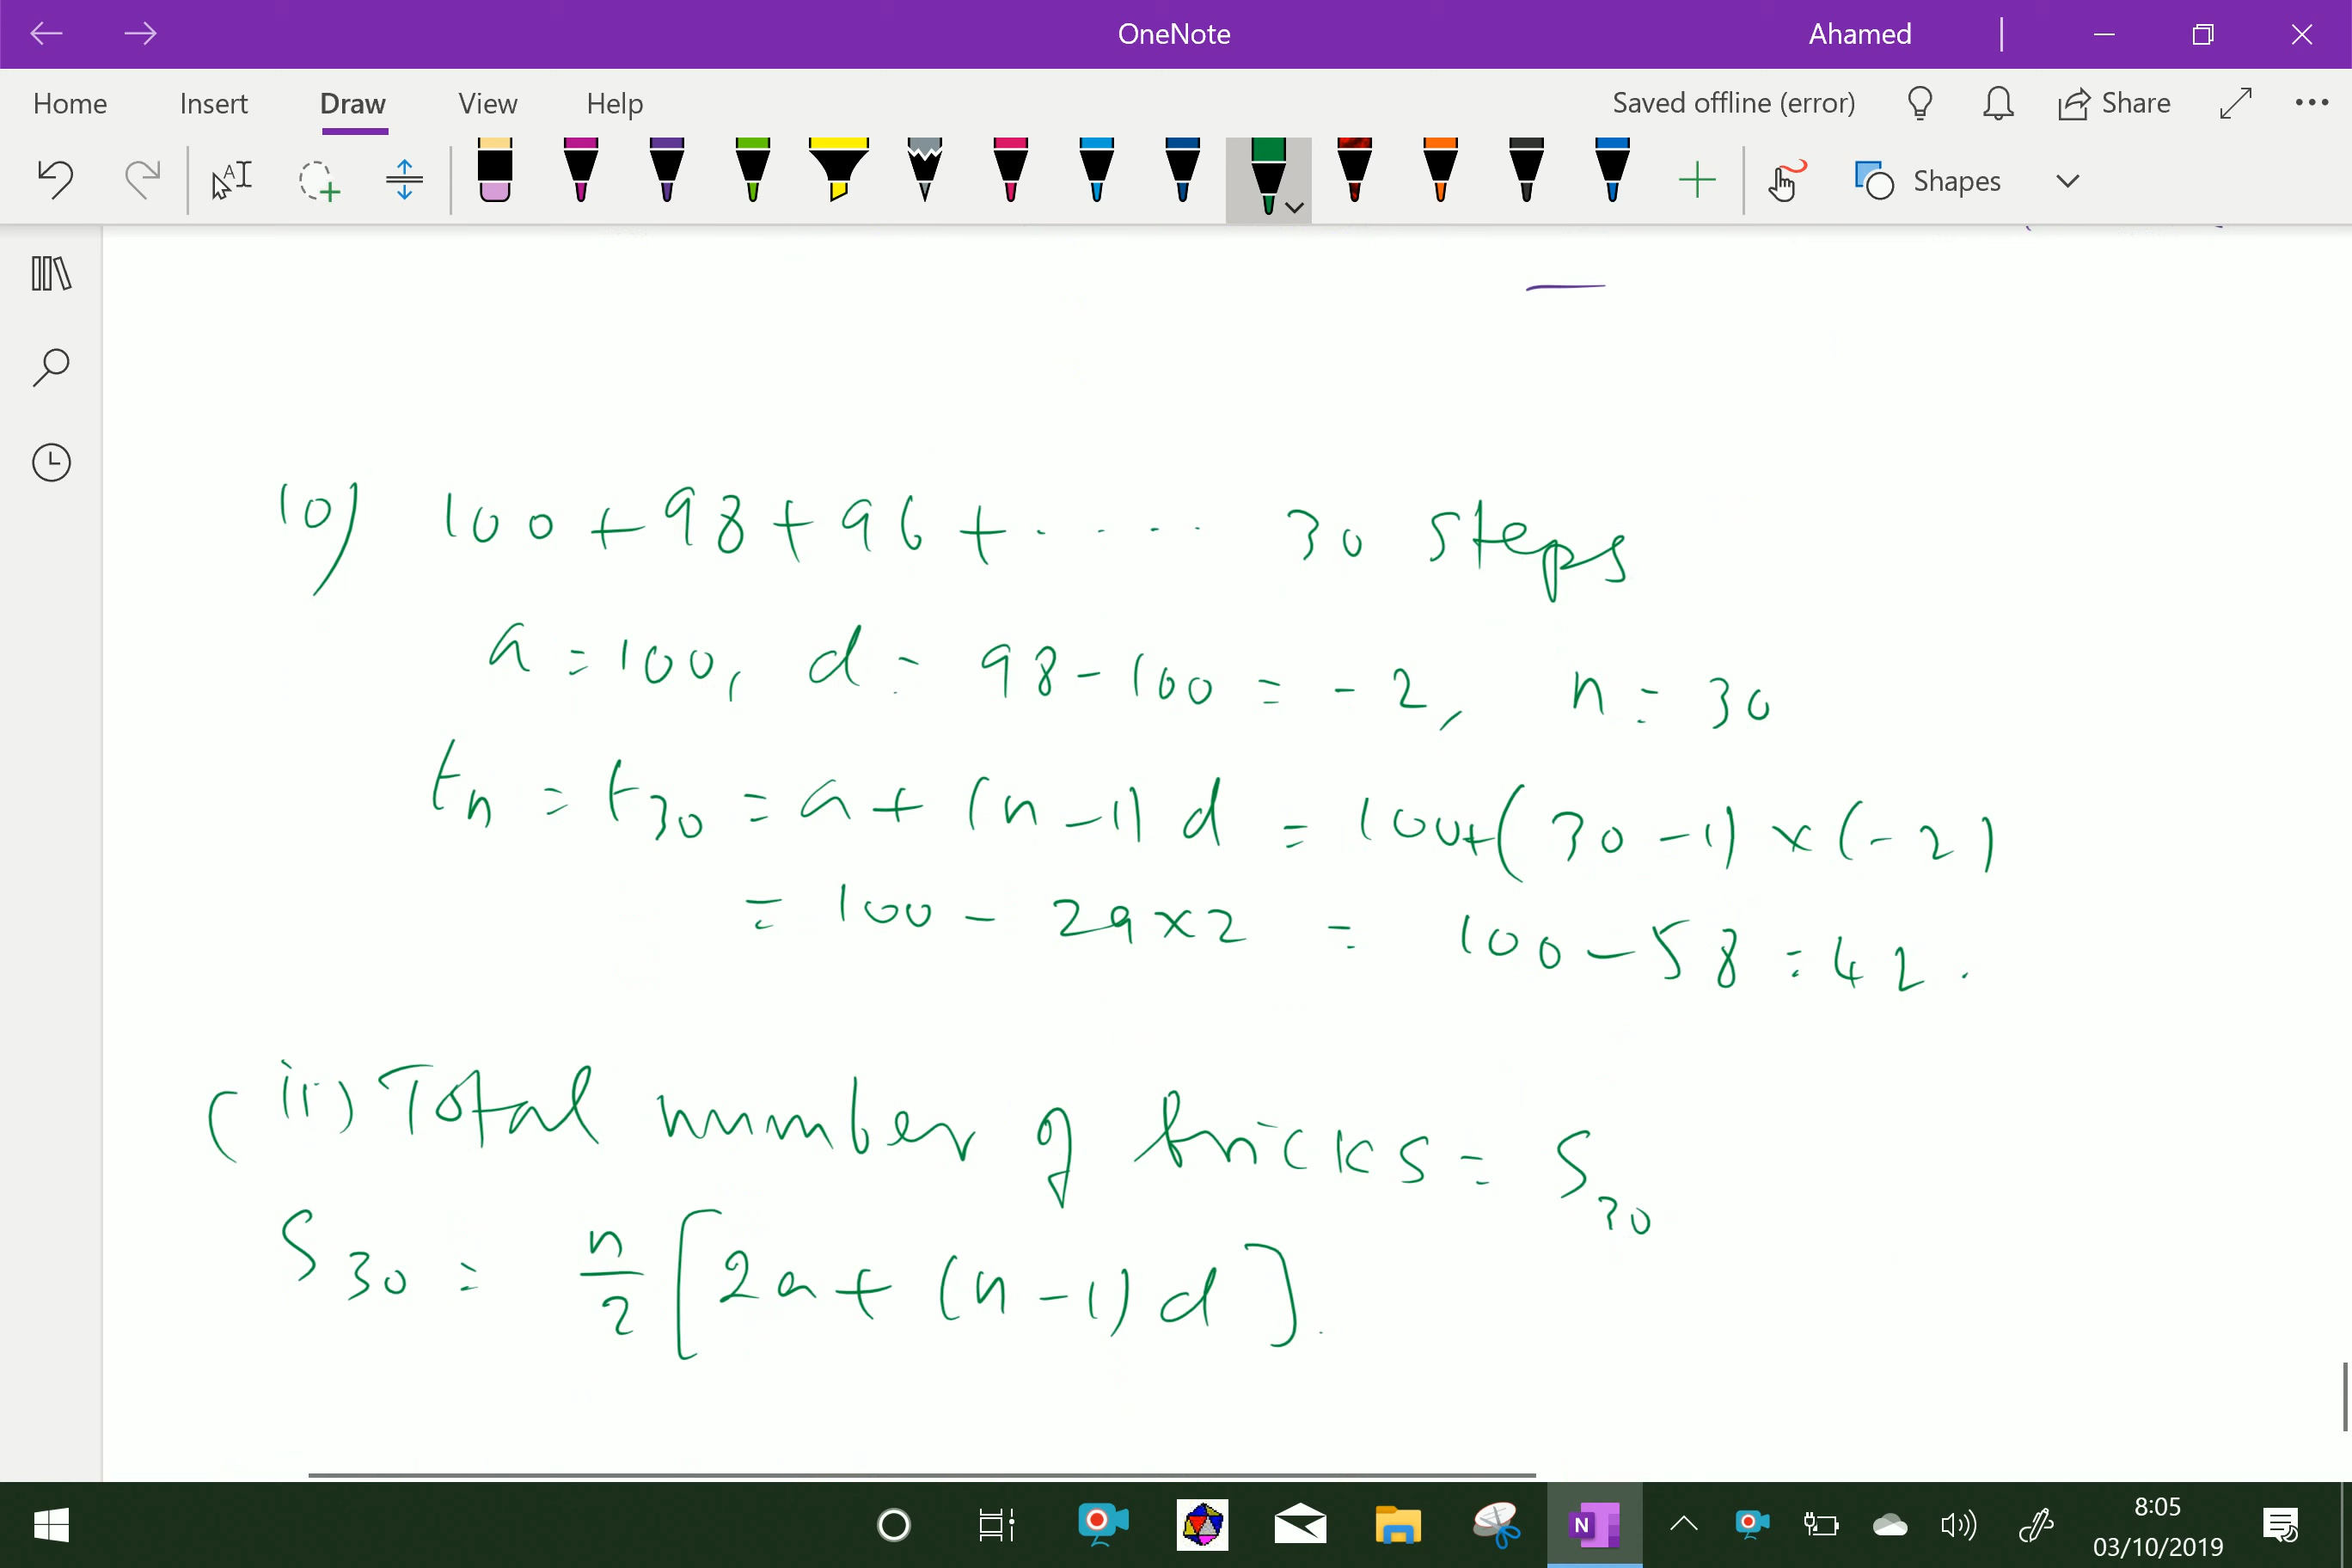 OneNote
Ahamed
Home Insert Draw View Help
Saved offline (error)
Share
Shapes
10) 100 + 98 + 96 + ..... 30 steps
a = 100, d = 98 - 100 = - 2, n = 30
tn = t30 = a + (n - 1) d = 100 + (30 - 1) × (- 2)
= 100 - 29 × 2 = 100 - 58 = 42.
(ii) Total number of bricks = S30
S30 = n/2 [2a + (n - 1) d].
N
8:05
03/10/2019